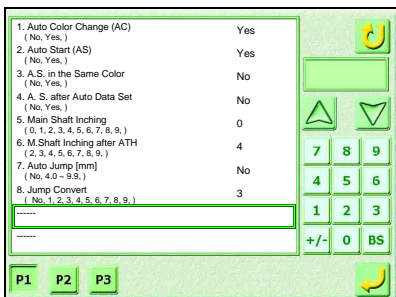 1. Auto Color Change (AC) Yes
( No, Yes, )
2. Auto Start (AS) Yes
( No, Yes, )
3. A.S. in the Same Color No
( No, Yes, )
4. A. S. after Auto Data Set No
( No, Yes, )
5. Main Shaft Inching 0
( 0, 1, 2, 3, 4, 5, 6, 7, 8, 9, )
6. M.Shaft Inching after ATH 4
( 2, 3, 4, 5, 6, 7, 8, 9, )
7. Auto Jump [mm] No
( No, 4.0 ~ 9.9, )
8. Jump Convert 3
( No, 1, 2, 3, 4, 5, 6, 7, 8, 9, )
------
------
7 8 9
4 5 6
1 2 3
+/- 0 BS
P1 P2 P3